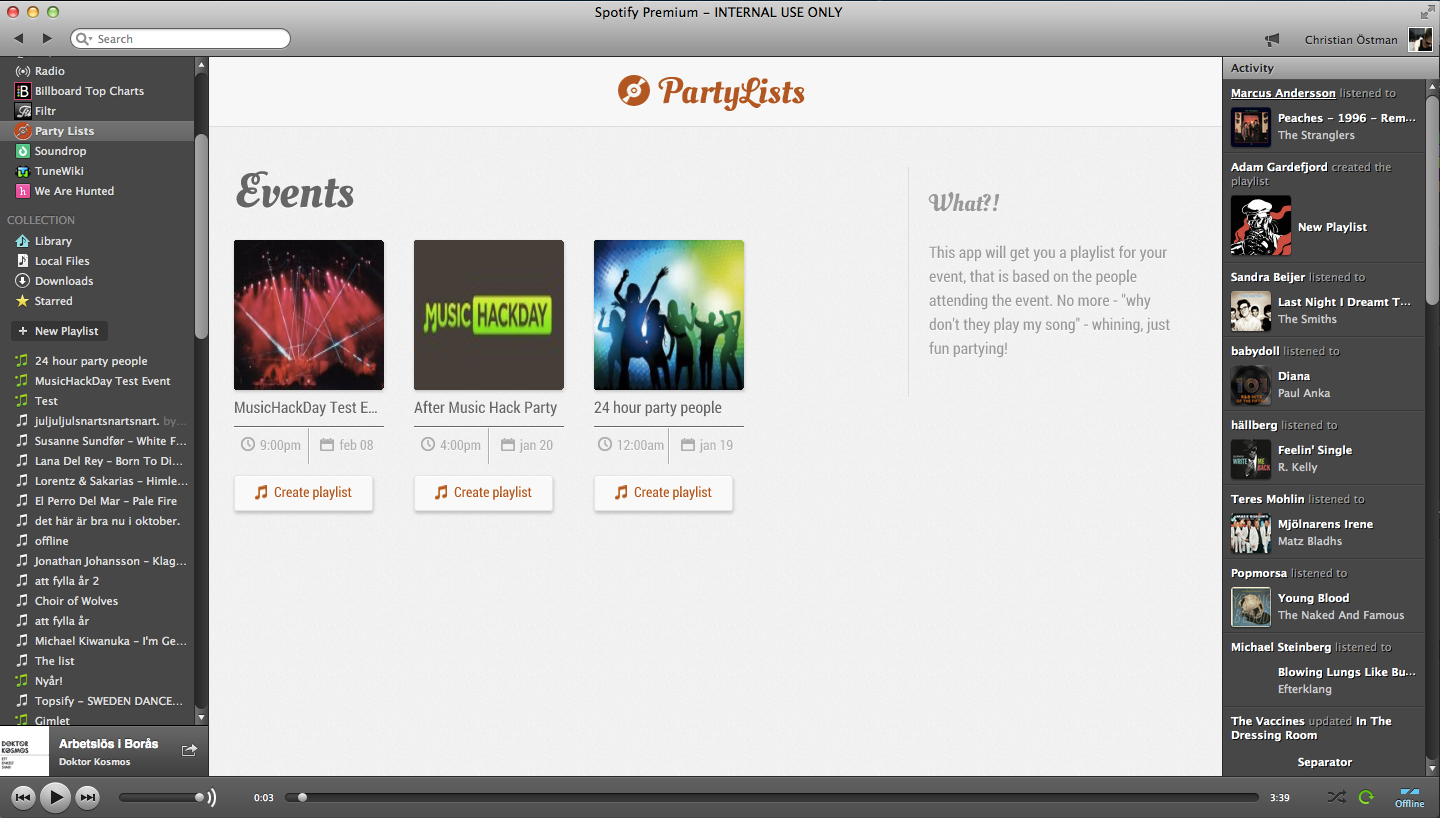 Spotify Premium – INTERNAL USE ONLY
Search
Christian Östman
Radio
Billboard Top Charts
Filtr
Party Lists
Soundrop
TuneWiki
We Are Hunted
COLLECTION
Library
Local Files
Downloads
Starred
+ New Playlist
24 hour party people
MusicHackDay Test Event
Test
juljuljulsnartsnartsnart. by...
Susanne Sundfør – White F...
Lana Del Rey – Born To Di...
Lorentz & Sakarias – Himle...
El Perro Del Mar – Pale Fire
det här är bra nu i oktober.
offline
Jonathan Johansson – Klag...
att fylla år 2
Choir of Wolves
att fylla år
Michael Kiwanuka – I'm Ge...
The list
Nyår!
Topsify – SWEDEN DANCE...
Gimlet
DOKTOR
KOSMOS
Arbetslös i Borås
Doktor Kosmos
PartyLists
Events
MUSIC HACKDAY
MusicHackDay Test E...
9:00pm
feb 08
Create playlist
After Music Hack Party
4:00pm
jan 20
Create playlist
24 hour party people
12:00am
jan 19
Create playlist
What?!
This app will get you a playlist for your
event, that is based on the people
attending the event. No more - "why
don't they play my song" - whining, just
fun partying!
Activity
Marcus Andersson listened to
Peaches – 1996 – Rem...
The Stranglers
Adam Gardefjord created the
playlist
New Playlist
Sandra Beijer listened to
Last Night I Dreamt T...
The Smiths
babydoll listened to
101
Diana
Paul Anka
hällberg listened to
WRITE ME BACK
Feelin' Single
R. Kelly
Teres Mohlin listened to
Mjölnarens Irene
Matz Bladhs
Popmorsa listened to
Young Blood
The Naked And Famous
Michael Steinberg listened to
Blowing Lungs Like Bu...
Efterklang
The Vaccines updated In The
Dressing Room
Separator
0:03
3:39
Offline